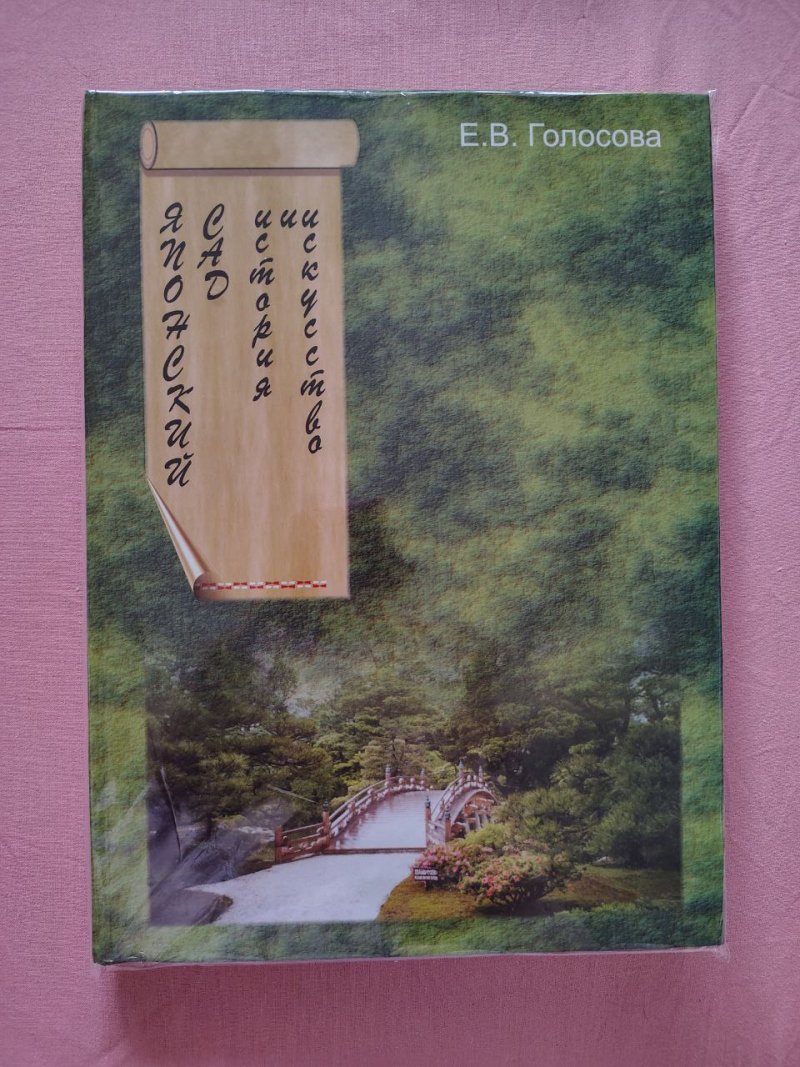 Е.В. Голосова
ЯПОНСКИЙ
САД
история
и
искусство